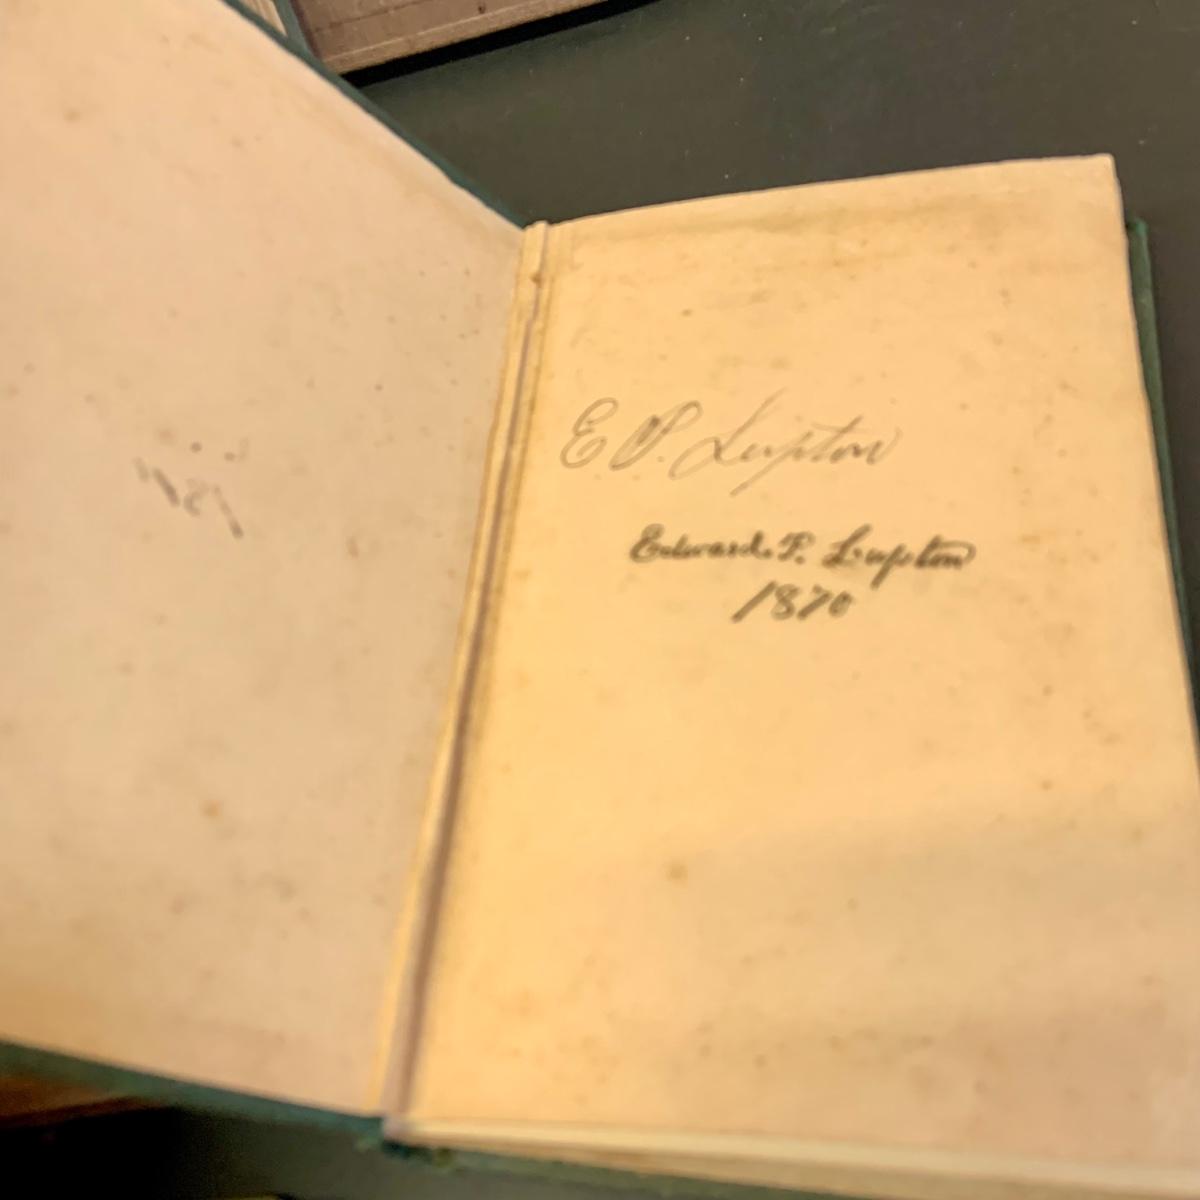 E P. Lupton
Edward. P. Lupton
1870